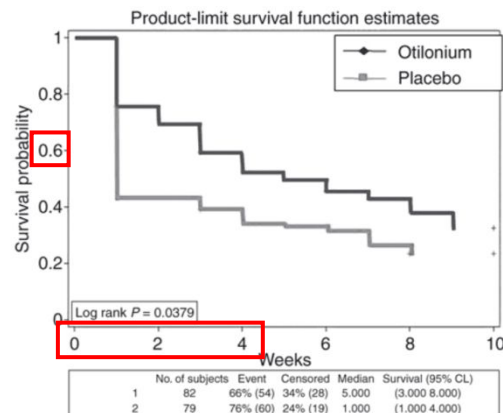 Product-limit survival function estimates
Otilonium
Placebo
Survival probability
1
0.8
0.6
0.4
0.2
0
Log rank P = 0.0379
0 2 4 6 8 10
Weeks
No. of subjects Event Censored Median Survival (95% CL)
1 82 66% (54) 34% (28) 5.000 (3.000 8.000)
2 79 76% (60) 24% (19) 1.000 (1.000 4.000)